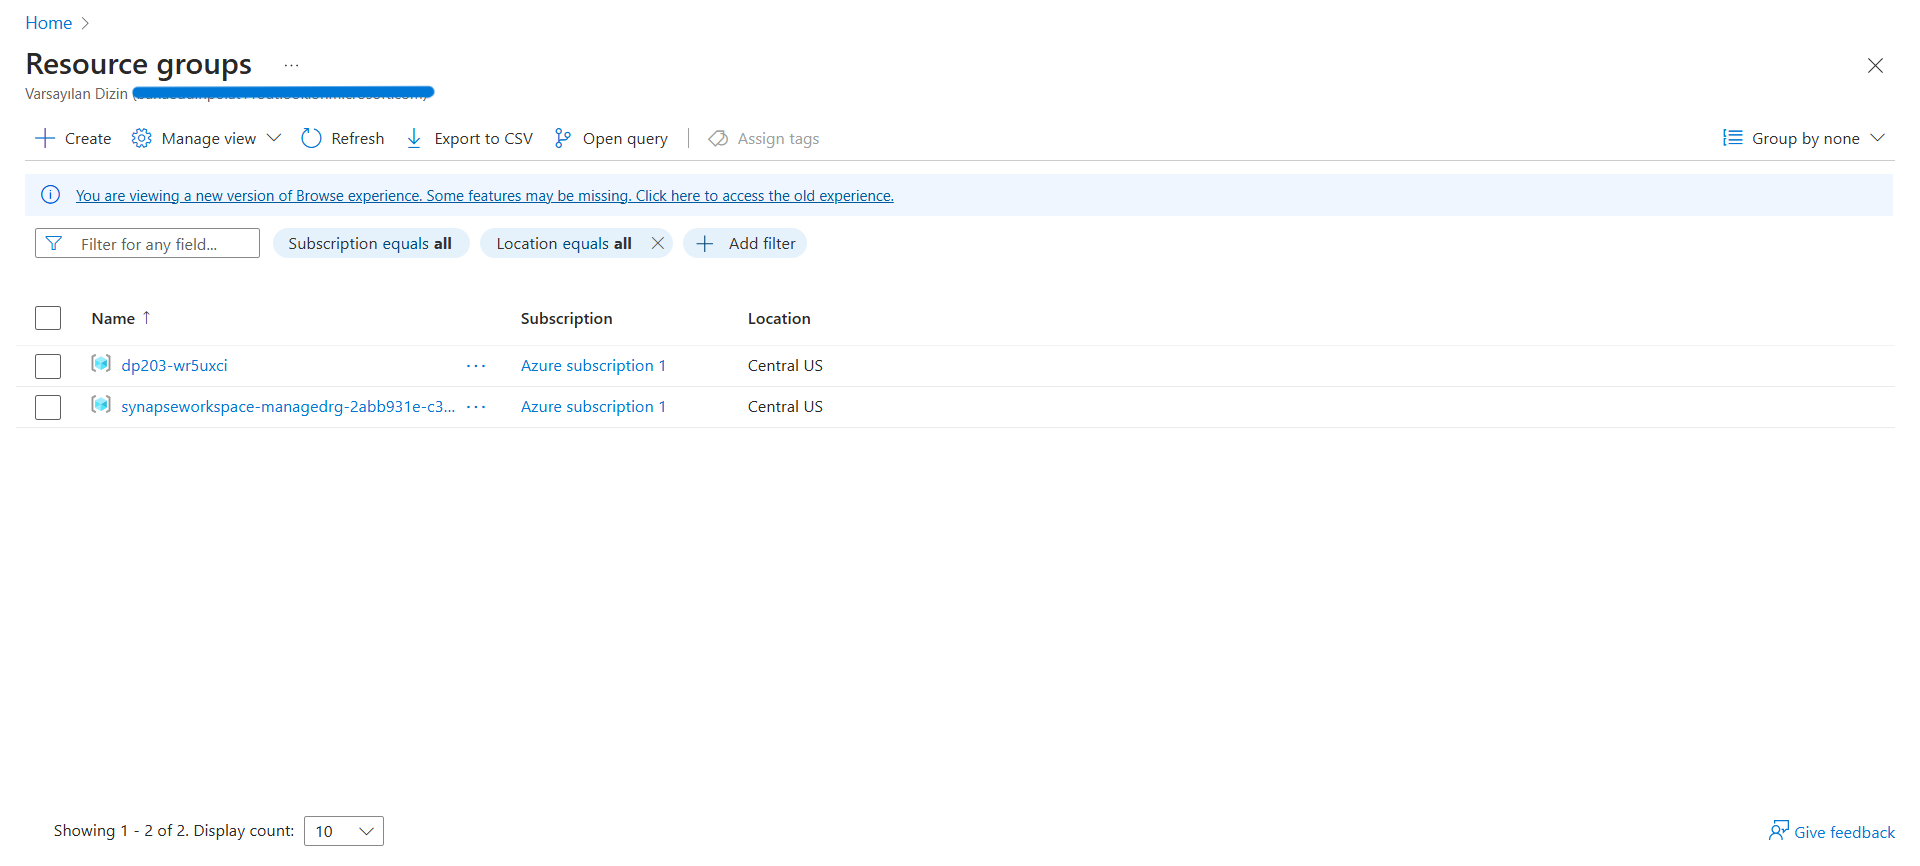 Home
Resource groups ...
Varsayılan Dizin
Create Manage view Refresh Export to CSV Open query Assign tags Group by none
You are viewing a new version of Browse experience. Some features may be missing. Click here to access the old experience.
Filter for any field... Subscription equals all Location equals all Add filter
Name ↑ Subscription Location
dp203-wr5uxci ... Azure subscription 1 Central US
synapseworkspace-managedrg-2abb931e-c3... ... Azure subscription 1 Central US
Showing 1 - 2 of 2. Display count: 10 Give feedback